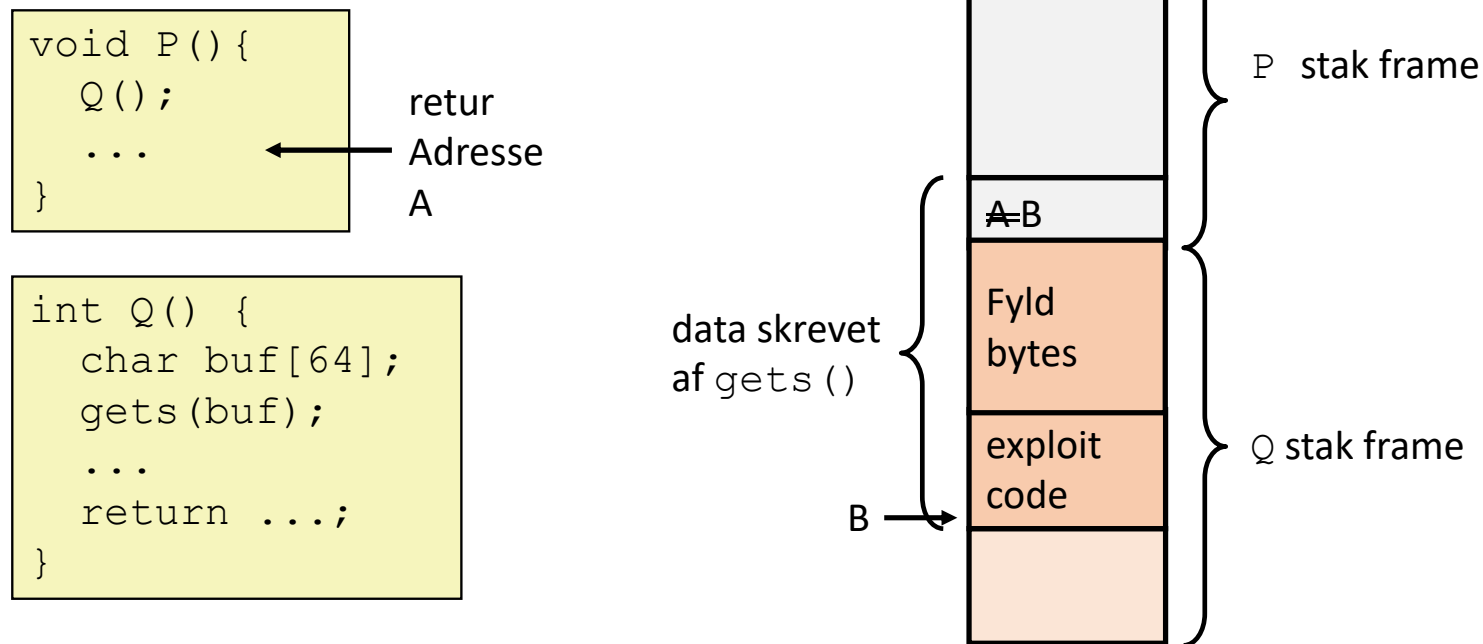 void P(){
  Q();
  ...
}
retur
Adresse
A
int Q() {
  char buf[64];
  gets(buf);
  ...
  return ...;
}
data skrevet
af gets()
B
A B
Fyld
bytes
exploit
code
P stak frame
Q stak frame